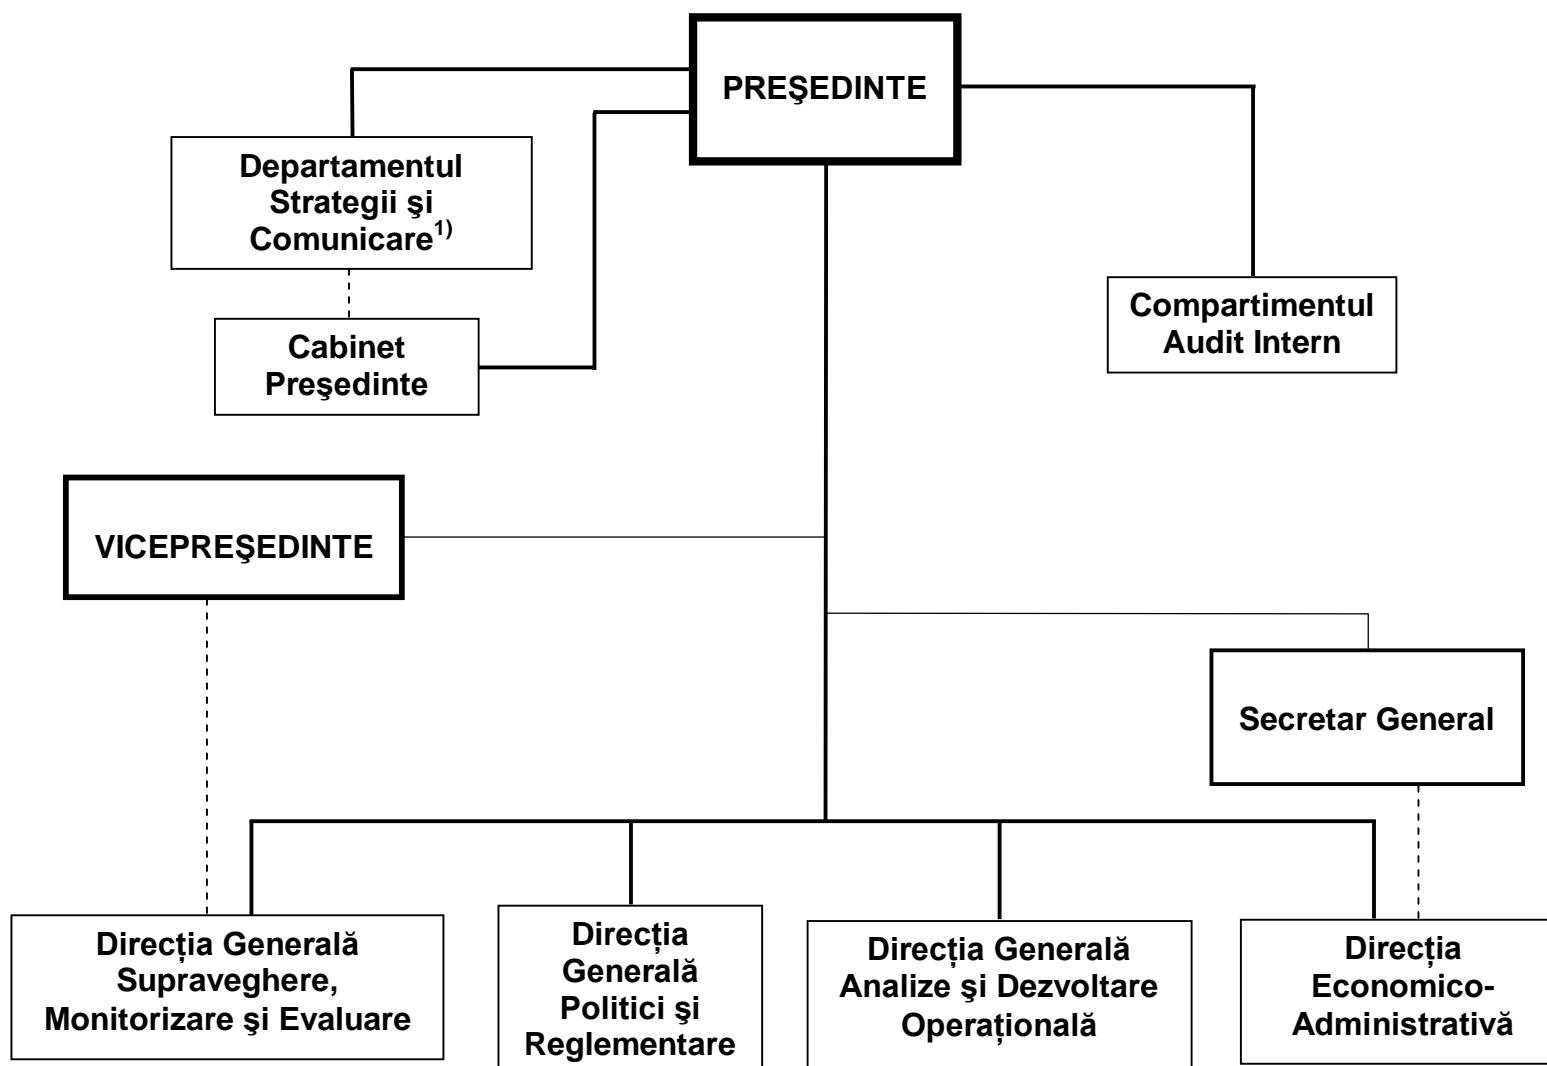 PREŞEDINTE
Departamentul
Strategii şi
Comunicare1)
Cabinet
Preşedinte
Compartimentul
Audit Intern
VICEPREŞEDINTE
Secretar General
Direcția Generală
Supraveghere,
Monitorizare şi Evaluare
Direcția
Generală
Politici şi
Reglementare
Direcția Generală
Analize şi Dezvoltare
Operațională
Direcția
Economico-
Administrativă